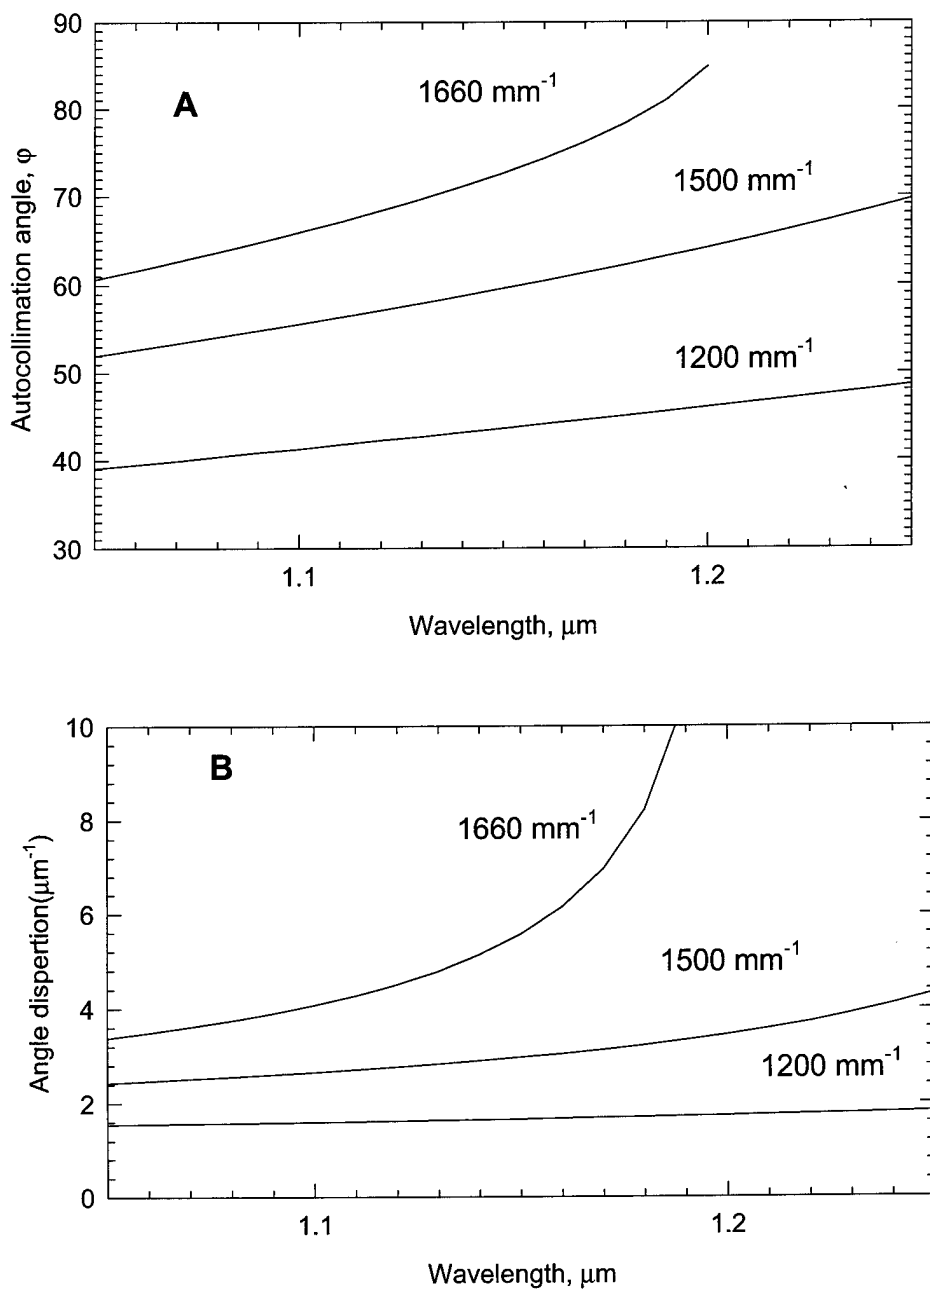 90
80
70
60
50
40
30
Autocollimation angle, φ
A
1660 mm⁻¹
1500 mm⁻¹
1200 mm⁻¹
1.1
1.2
Wavelength, μm
10
8
6
4
2
0
Angle dispertion(μm⁻¹)
B
1660 mm⁻¹
1500 mm⁻¹
1200 mm⁻¹
1.1
1.2
Wavelength, μm